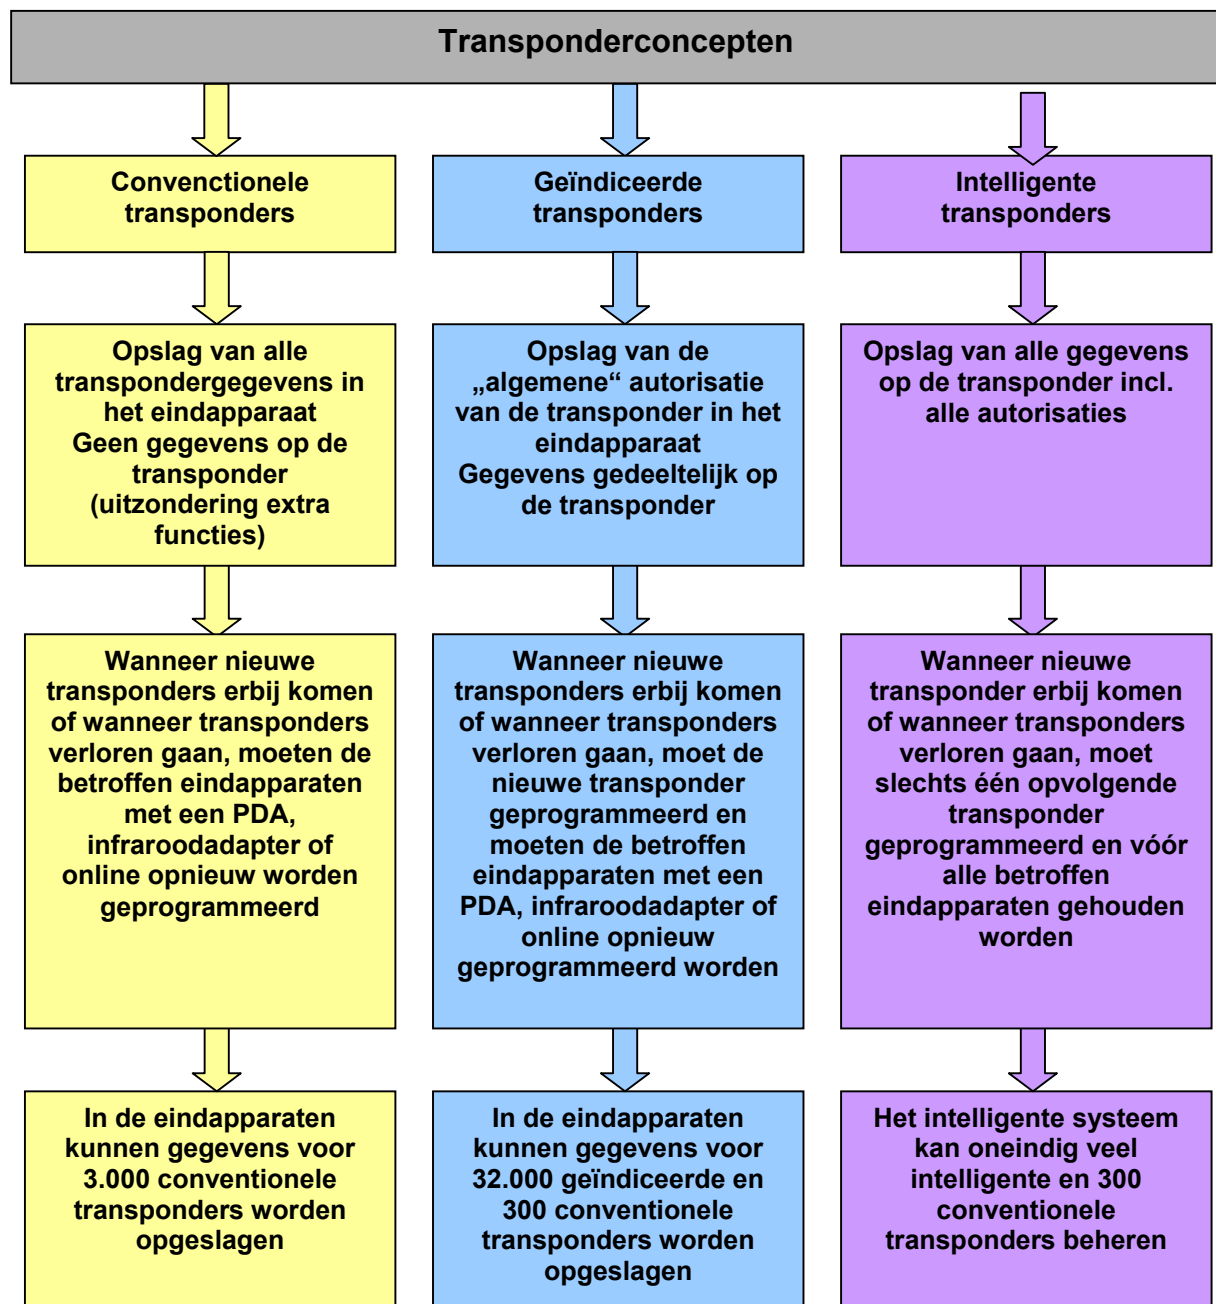 Transponderconcepten
Convenctionele
transponders
Opslag van alle
transpondergegevens in
het eindapparaat
Geen gegevens op de
transponder
(uitzondering extra
functies)
Wanneer nieuwe
transponders erbij komen
of wanneer transponders
verloren gaan, moeten de
betroffen eindapparaten
met een PDA,
infraroodadapter of
online opnieuw worden
geprogrammeerd
In de eindapparaten
kunnen gegevens voor
3.000 conventionele
transponders worden
opgeslagen
Geïndiceerde
transponders
Opslag van de
„algemene“ autorisatie
van de transponder in het
eindapparaat
Gegevens gedeeltelijk op
de transponder
Wanneer nieuwe
transponders erbij komen
of wanneer transponders
verloren gaan, moet de
nieuwe transponder
geprogrammeerd en
moeten de betroffen
eindapparaten met een
PDA, infraroodadapter of
online opnieuw
geprogrammeerd worden
In de eindapparaten
kunnen gegevens voor
32.000 geïndiceerde en
300 conventionele
transponders worden
opgeslagen
Intelligente
transponders
Opslag van alle gegevens
op de transponder incl.
alle autorisaties
Wanneer nieuwe
transponder erbij komen
of wanneer transponders
verloren gaan, moet
slechts één opvolgende
transponder
geprogrammeerd en vóór
alle betroffen
eindapparaten gehouden
worden
Het intelligente systeem
kan oneindig veel
intelligente en 300
conventionele
transponders beheren